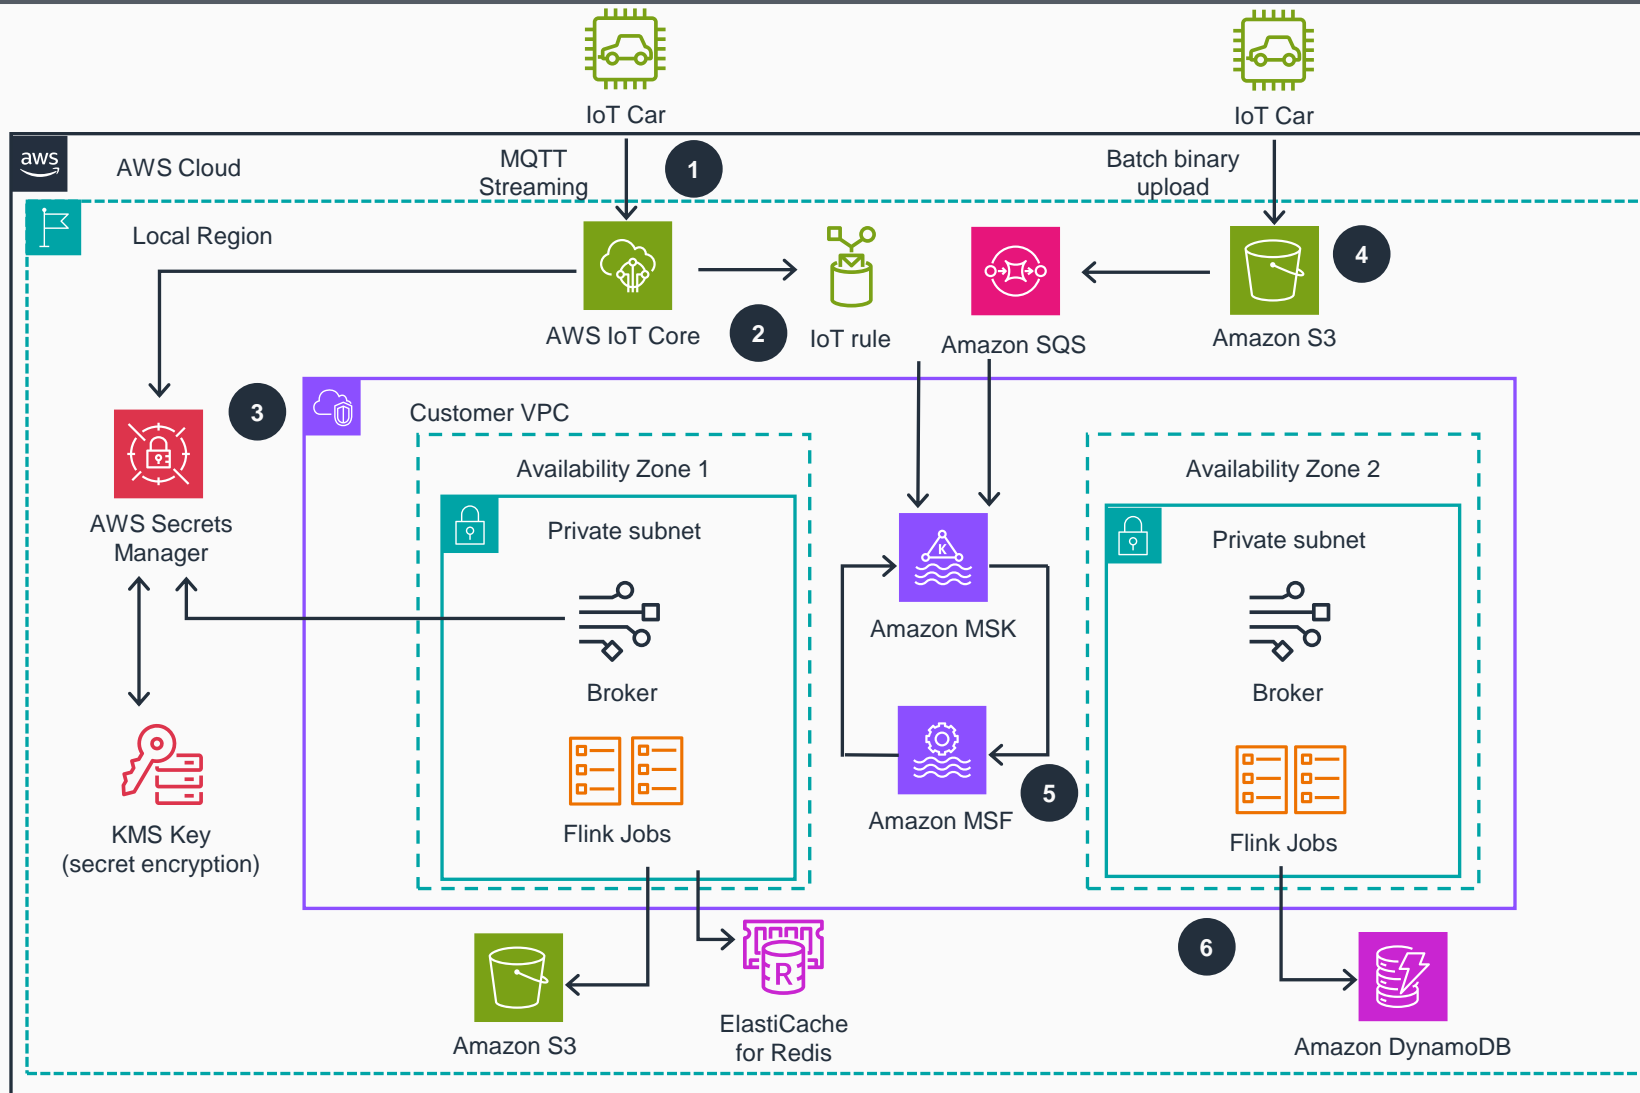 IoT Car
IoT Car
aws
AWS Cloud
MQTT
Streaming
1
Batch binary
upload
Local Region
4
AWS IoT Core
2
IoT rule
Amazon SQS
Amazon S3
3
Customer VPC
Availability Zone 1
Availability Zone 2
AWS Secrets
Manager
Private subnet
K
Private subnet
Amazon MSK
Broker
Broker
5
Amazon MSF
KMS Key
(secret encryption)
Flink Jobs
Flink Jobs
6
R
Amazon S3
ElastiCache
for Redis
Amazon DynamoDB